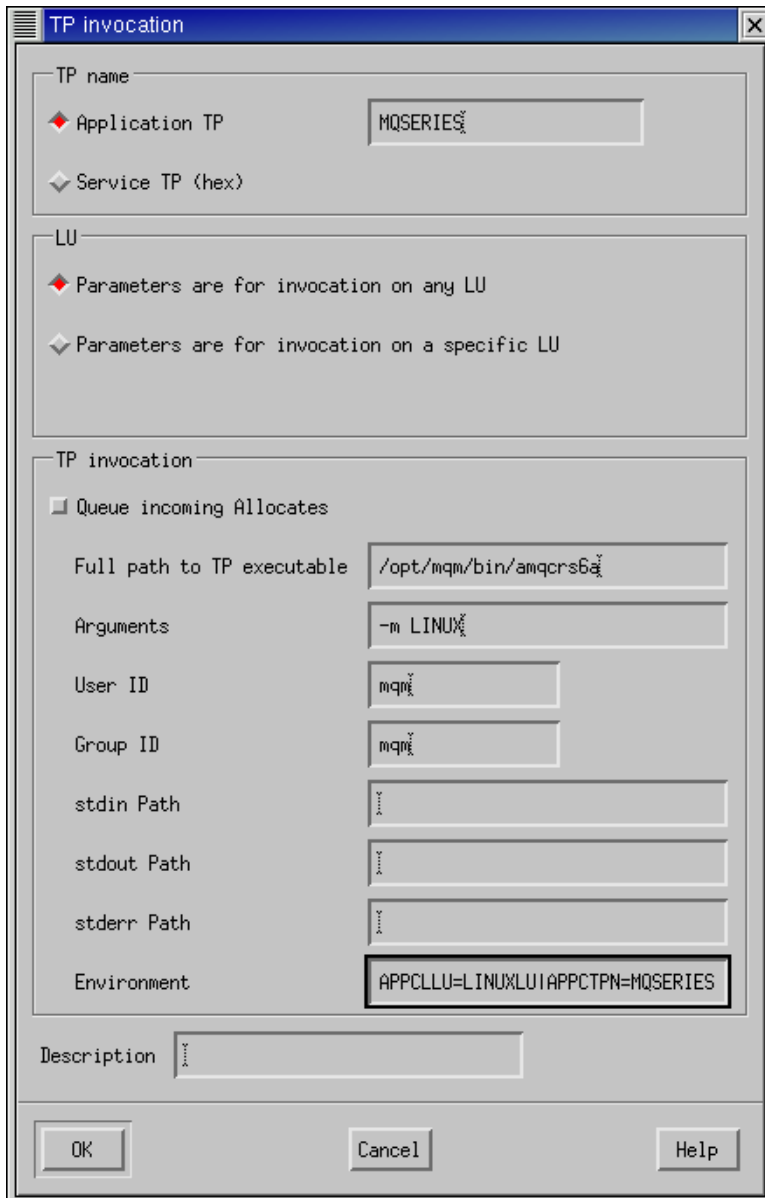 TP invocation
TP name
Application TP MQSERIES
Service TP (hex)
LU
Parameters are for invocation on any LU
Parameters are for invocation on a specific LU
TP invocation
Queue incoming Allocates
Full path to TP executable /opt/mqm/bin/amqcrs6a
Arguments -m LINUX
User ID mqm
Group ID mqm
stdin Path
stdout Path
stderr Path
Environment APPCLLU=LINUXLU|APPCTPN=MQSERIES
Description
OK Cancel Help